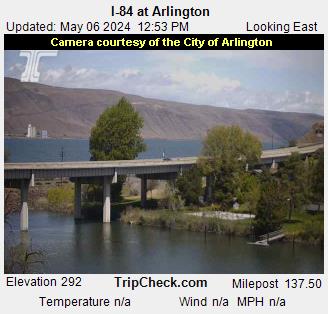 I-84 at Arlington
Updated: May 06 2024 12:53 PM Looking East
Camera courtesy of the City of Arlington
Elevation 292 TripCheck.com Milepost 137.50
Temperature n/a Wind n/a MPH n/a